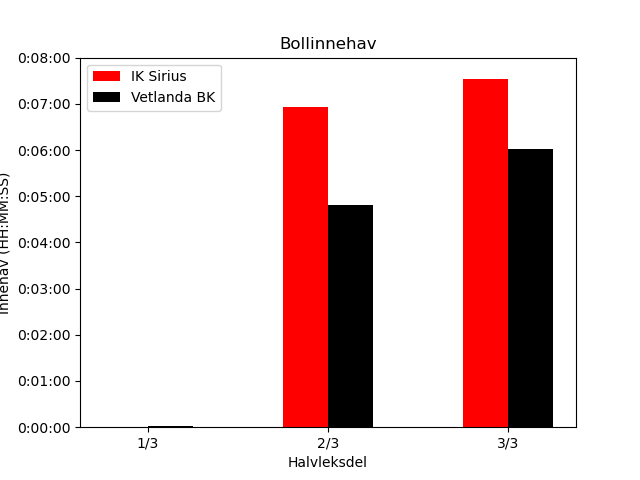 Bollinnehav
IK Sirius
Vetlanda BK
0:08:00
0:07:00
0:06:00
0:05:00
0:04:00
0:03:00
0:02:00
0:01:00
0:00:00
Innehav (HH:MM:SS)
1/3 2/3 3/3
Halvleksdel